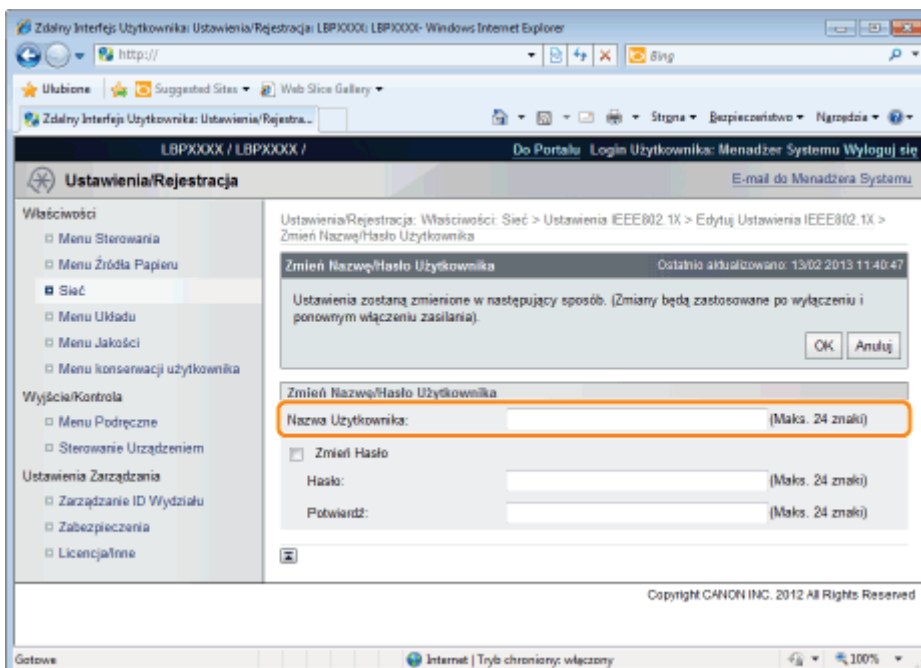 Zdalny Interfejs Użytkownika: Ustawienia/Rejestracja: LBPXXXX: LBPXXXX- Windows Internet Explorer
http://
Bing
Ulubione Suggested Sites Web Slice Gallery
Zdalny Interfejs Użytkownika: Ustawienia/Rejestra...
Strona Bezpieczeństwo Narzędzia
LBPXXXX / LBPXXXX /
Do Portalu Login Użytkownika: Menadżer Systemu Wyloguj się
Ustawienia/Rejestracja
E-mail do Menadżera Systemu
Właściwości
Menu Sterowania
Menu Źródła Papieru
Sieć
Menu Układu
Menu Jakości
Menu konserwacji użytkownika
Wyjście/Kontrola
Menu Podręczne
Sterowanie Urządzeniem
Ustawienia Zarządzania
Zarządzanie ID Wydziału
Zabezpieczenia
Licencja/Inne
Ustawienia/Rejestracja: Właściwości: Sieć > Ustawienia IEEE802.1X > Edytuj Ustawienia IEEE802.1X >
Zmień Nazwę/Hasło Użytkownika
Zmień Nazwę/Hasło Użytkownika
Ostatnio aktualizowano: 13/02 2013 11:40:47
Ustawienia zostaną zmienione w następujący sposób. (Zmiany będą zastosowane po wyłączeniu i
ponownym włączeniu zasilania).
OK Anuluj
Zmień Nazwę/Hasło Użytkownika
Nazwa Użytkownika: (Maks. 24 znaki)
Zmień Hasło
Hasło: (Maks. 24 znaki)
Potwierdź: (Maks. 24 znaki)
Copyright CANON INC. 2012 All Rights Reserved
Gotowe
Internet | Tryb chroniony: włączony
100%